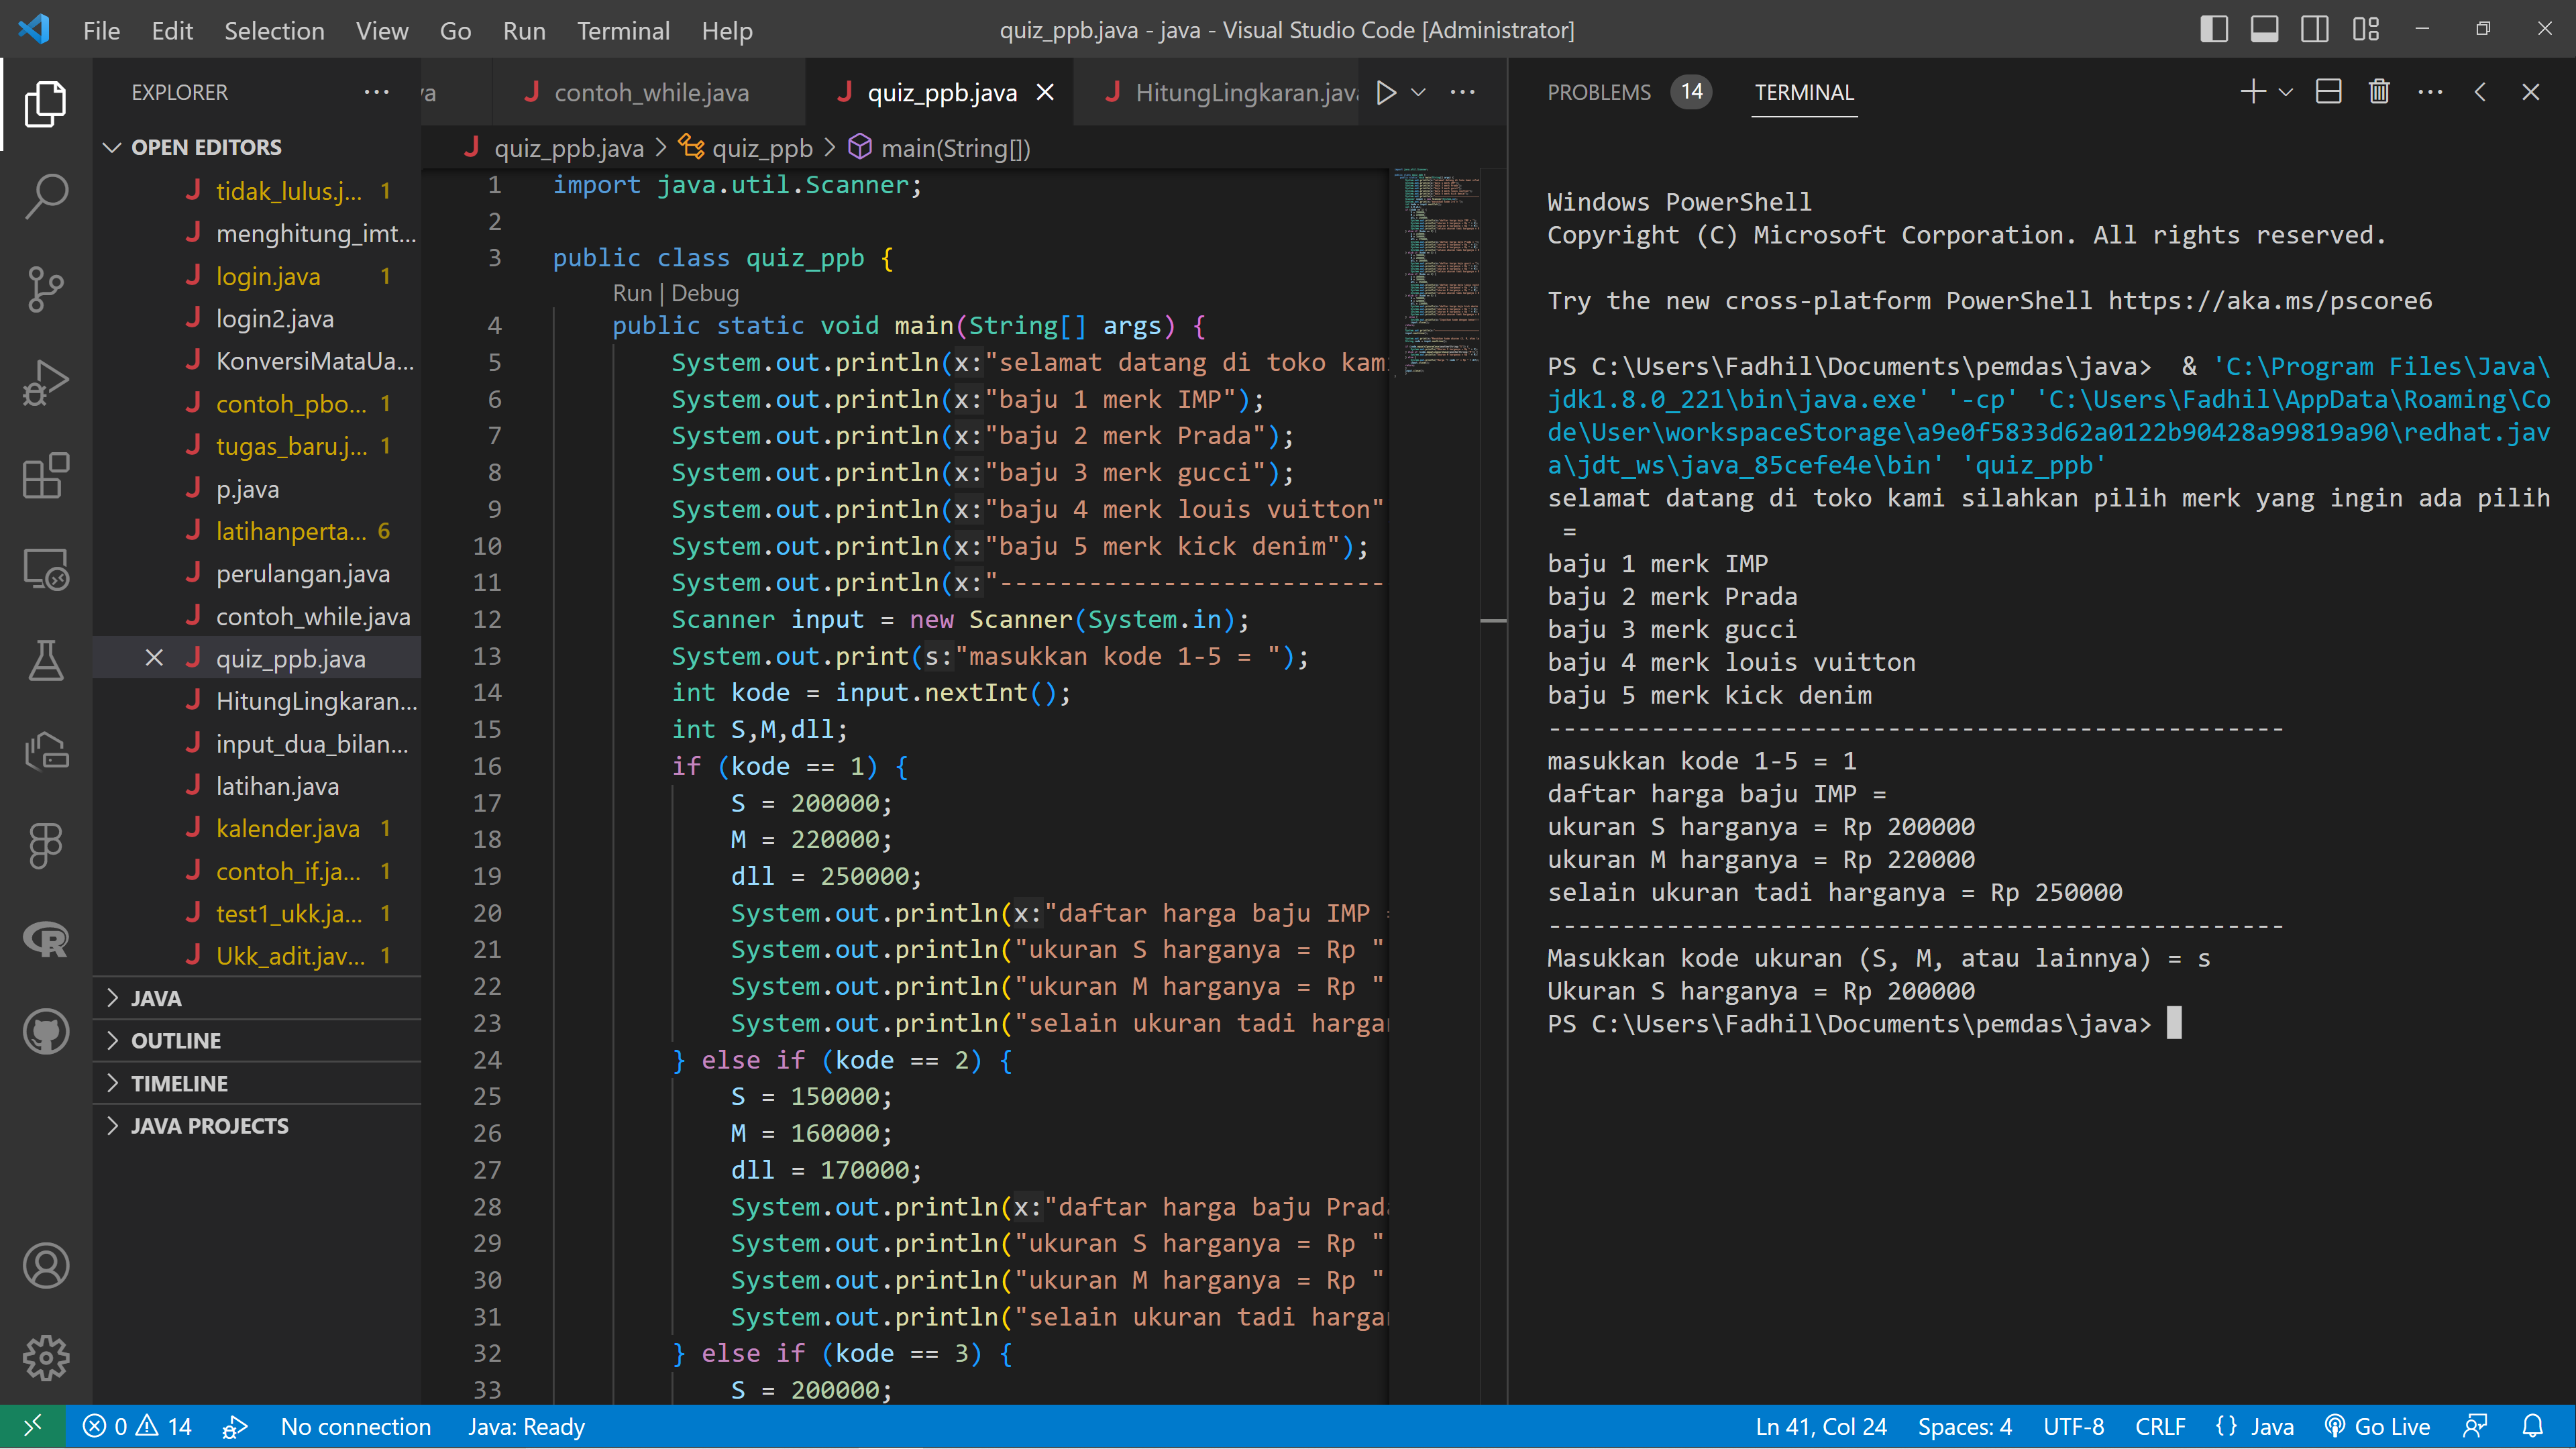 File Edit Selection View Go Run Terminal Help
quiz_ppb.java - java - Visual Studio Code [Administrator]
EXPLORER
OPEN EDITORS
tidak_lulus.j... 1
menghitung_imt...
login.java 1
login2.java
KonversiMataUa...
contoh_pbo... 1
tugas_baru.j... 1
p.java
latihanperta... 6
perulangan.java
contoh_while.java
quiz_ppb.java
HitungLingkaran...
input_dua_bilan...
latihan.java
kalender.java 1
contoh_if.ja... 1
test1_ukk.ja... 1
Ukk_adit.jav... 1
JAVA
OUTLINE
TIMELINE
JAVA PROJECTS
va contoh_while.java quiz_ppb.java HitungLingkaran.java
quiz_ppb.java > quiz_ppb > main(String[])
1 import java.util.Scanner;
2
3 public class quiz_ppb {
Run | Debug
4 public static void main(String[] args) {
5 System.out.println(x:"selamat datang di toko kami
6 System.out.println(x:"baju 1 merk IMP");
7 System.out.println(x:"baju 2 merk Prada");
8 System.out.println(x:"baju 3 merk gucci");
9 System.out.println(x:"baju 4 merk louis vuitton"
10 System.out.println(x:"baju 5 merk kick denim");
11 System.out.println(x:"--------------------------
12 Scanner input = new Scanner(System.in);
13 System.out.print(s:"masukkan kode 1-5 = ");
14 int kode = input.nextInt();
15 int S,M,dll;
16 if (kode == 1) {
17 S = 200000;
18 M = 220000;
19 dll = 250000;
20 System.out.println(x:"daftar harga baju IMP =
21 System.out.println("ukuran S harganya = Rp "
22 System.out.println("ukuran M harganya = Rp "
23 System.out.println("selain ukuran tadi hargan
24 } else if (kode == 2) {
25 S = 150000;
26 M = 160000;
27 dll = 170000;
28 System.out.println(x:"daftar harga baju Prada
29 System.out.println("ukuran S harganya = Rp "
30 System.out.println("ukuran M harganya = Rp "
31 System.out.println("selain ukuran tadi hargan
32 } else if (kode == 3) {
33 S = 200000;
PROBLEMS 14 TERMINAL
Windows PowerShell
Copyright (C) Microsoft Corporation. All rights reserved.
Try the new cross-platform PowerShell https://aka.ms/pscore6
PS C:\Users\Fadhil\Documents\pemdas\java>  & 'C:\Program Files\Java\
jdk1.8.0_221\bin\java.exe' '-cp' 'C:\Users\Fadhil\AppData\Roaming\Co
de\User\workspaceStorage\a9e0f5833d62a0122b90428a99819a90\redhat.jav
a\jdt_ws\java_85cefe4e\bin' 'quiz_ppb'
selamat datang di toko kami silahkan pilih merk yang ingin ada pilih
=
baju 1 merk IMP
baju 2 merk Prada
baju 3 merk gucci
baju 4 merk louis vuitton
baju 5 merk kick denim
--------------------------------------------------
masukkan kode 1-5 = 1
daftar harga baju IMP =
ukuran S harganya = Rp 200000
ukuran M harganya = Rp 220000
selain ukuran tadi harganya = Rp 250000
--------------------------------------------------
Masukkan kode ukuran (S, M, atau lainnya) = s
Ukuran S harganya = Rp 200000
PS C:\Users\Fadhil\Documents\pemdas\java>
0 14 No connection Java: Ready Ln 41, Col 24 Spaces: 4 UTF-8 CRLF {} Java Go Live